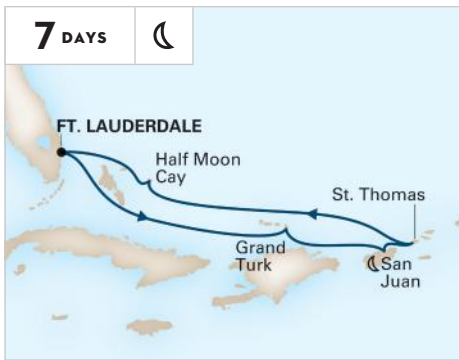 7 DAYS
FT. LAUDERDALE
Half Moon
Cay
St. Thomas
Grand
Turk
San
Juan